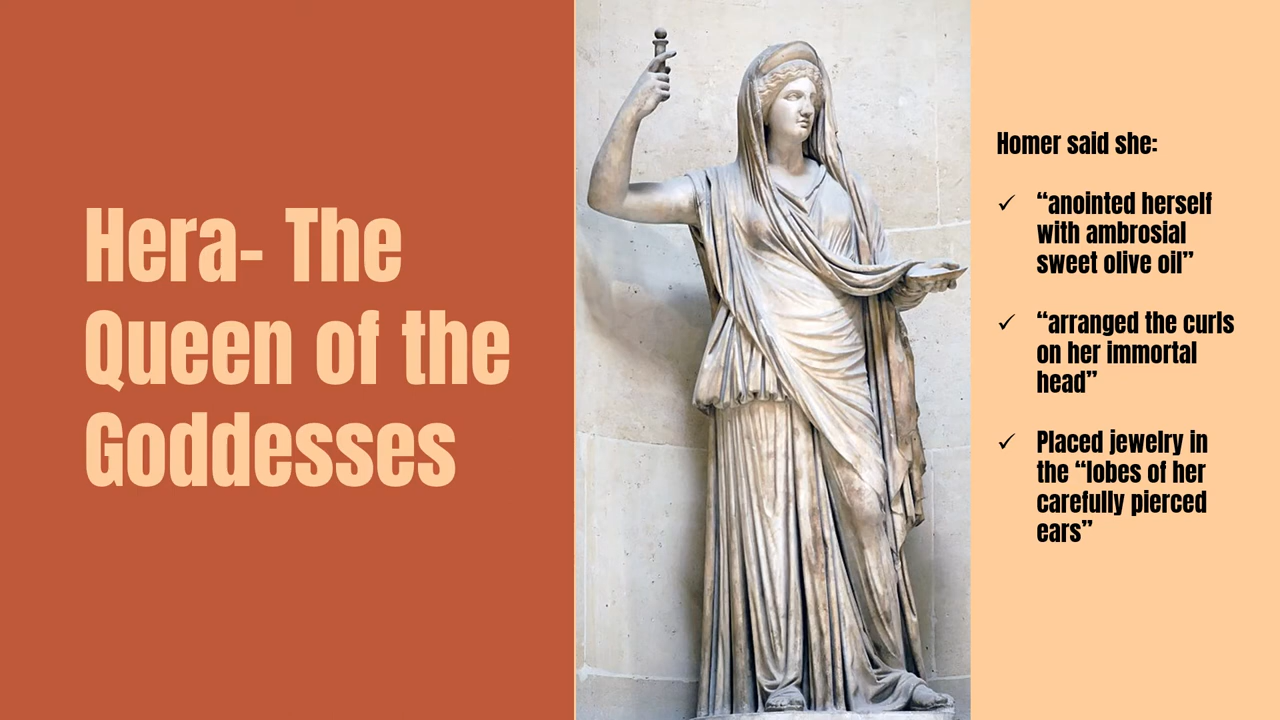 Hera- The
Queen of the
Goddesses
Homer said she:
✓ “anointed herself
with ambrosial
sweet olive oil”
✓ “arranged the curls
on her immortal
head”
✓ Placed jewelry in
the “lobes of her
carefully pierced
ears”